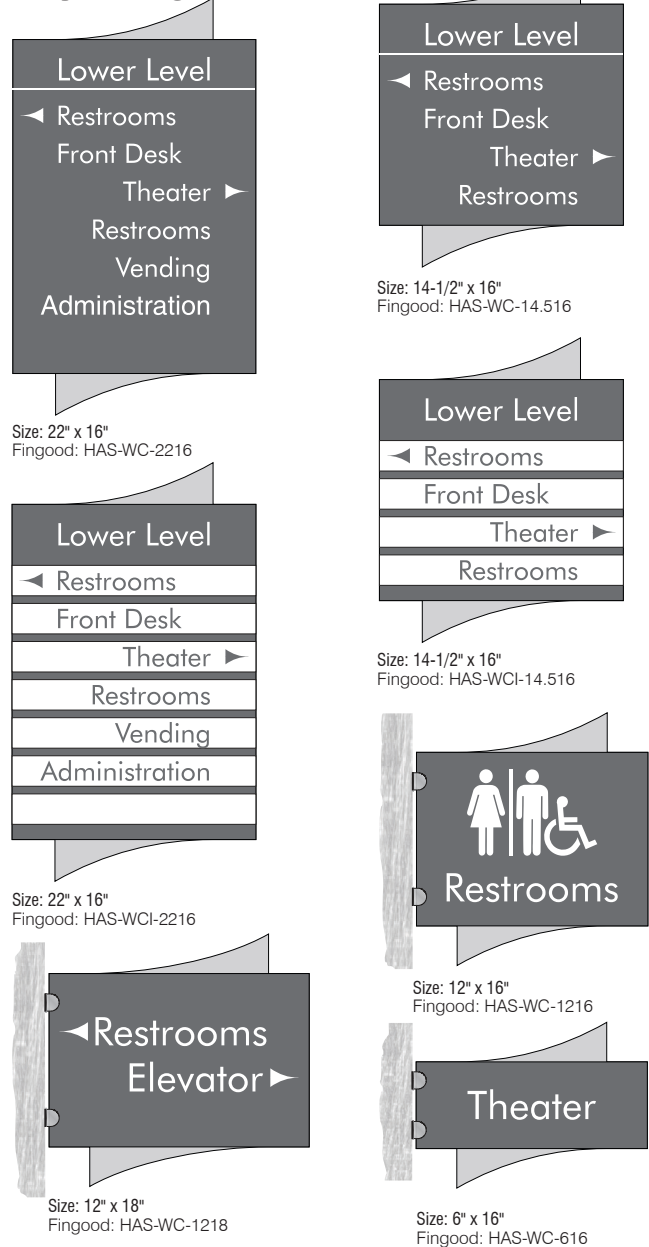 Lower Level
Restrooms
Front Desk
Theater
Restrooms
Vending
Administration
Size: 22" x 16"
Fingood: HAS-WC-2216
Lower Level
Restrooms
Front Desk
Theater
Restrooms
Size: 14-1/2" x 16"
Fingood: HAS-WC-14.516
Lower Level
Restrooms
Front Desk
Theater
Restrooms
Vending
Administration
Size: 22" x 16"
Fingood: HAS-WCI-2216
Lower Level
Restrooms
Front Desk
Theater
Restrooms
Size: 14-1/2" x 16"
Fingood: HAS-WCI-14.516
Restrooms
Size: 12" x 16"
Fingood: HAS-WC-1216
Restrooms
Elevator
Size: 12" x 18"
Fingood: HAS-WC-1218
Theater
Size: 6" x 16"
Fingood: HAS-WC-616